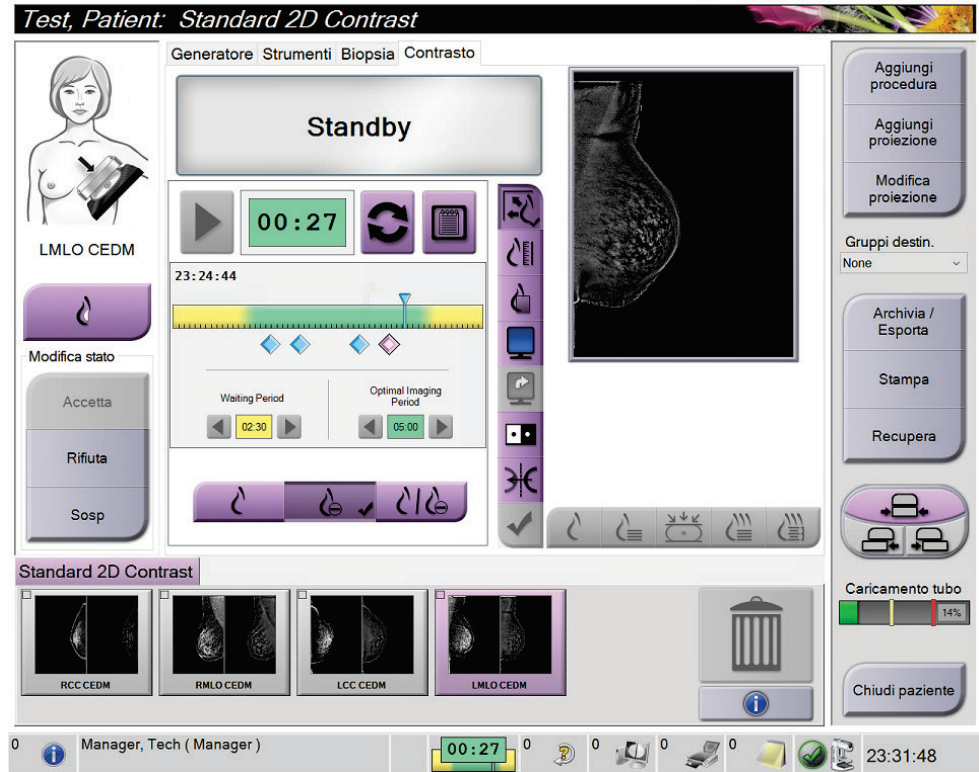 Test, Patient: Standard 2D Contrast
Generatore Strumenti Biopsia Contrasto
Standby
LMLO CEDM
00:27
23:24:44
Waiting Period
Optimal Imaging
Period
02:30
05:00
Modifica stato
Accetta
Rifiuta
Sosp
Aggiungi
procedura
Aggiungi
proiezione
Modifica
proiezione
Gruppi destin.
None
Archivia /
Esporta
Stampa
Recupera
Caricamento tubo
14%
Chiudi paziente
Standard 2D Contrast
RCC CEDM
RMLO CEDM
LCC CEDM
LMLO CEDM
0
Manager, Tech ( Manager )
00:27
0
0
0
23:31:48